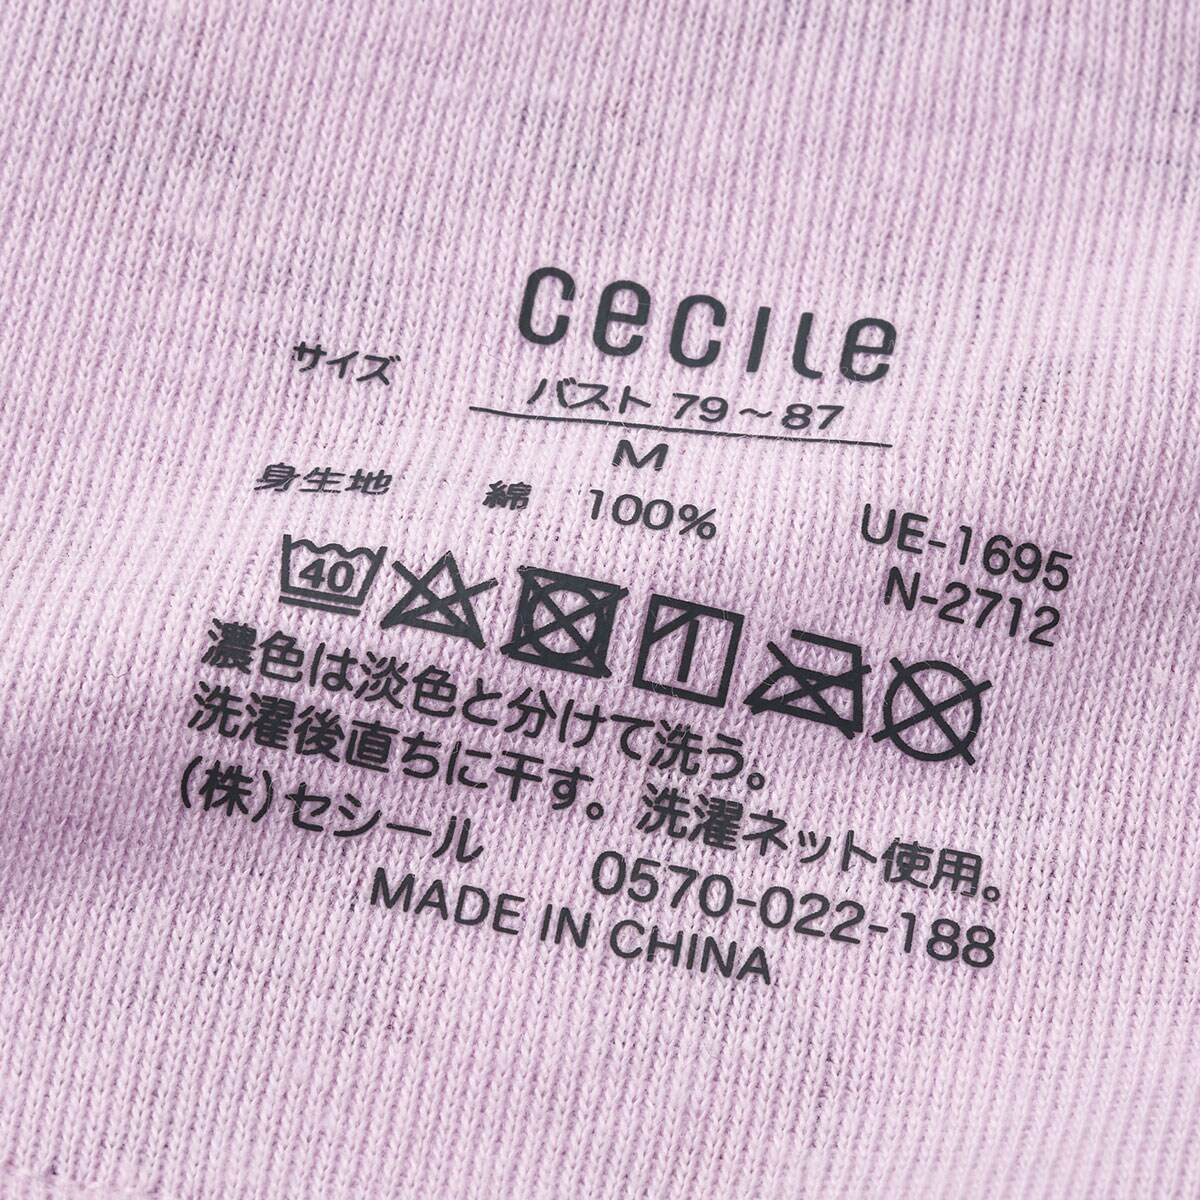 cecile
サイズ バスト 79～87
M
身生地 綿 100%
UE-1695
N-2712
40
濃色は淡色と分けて洗う。
洗濯後直ちに干す。洗濯ネット使用。
(株)セシール 0570-022-188
MADE IN CHINA